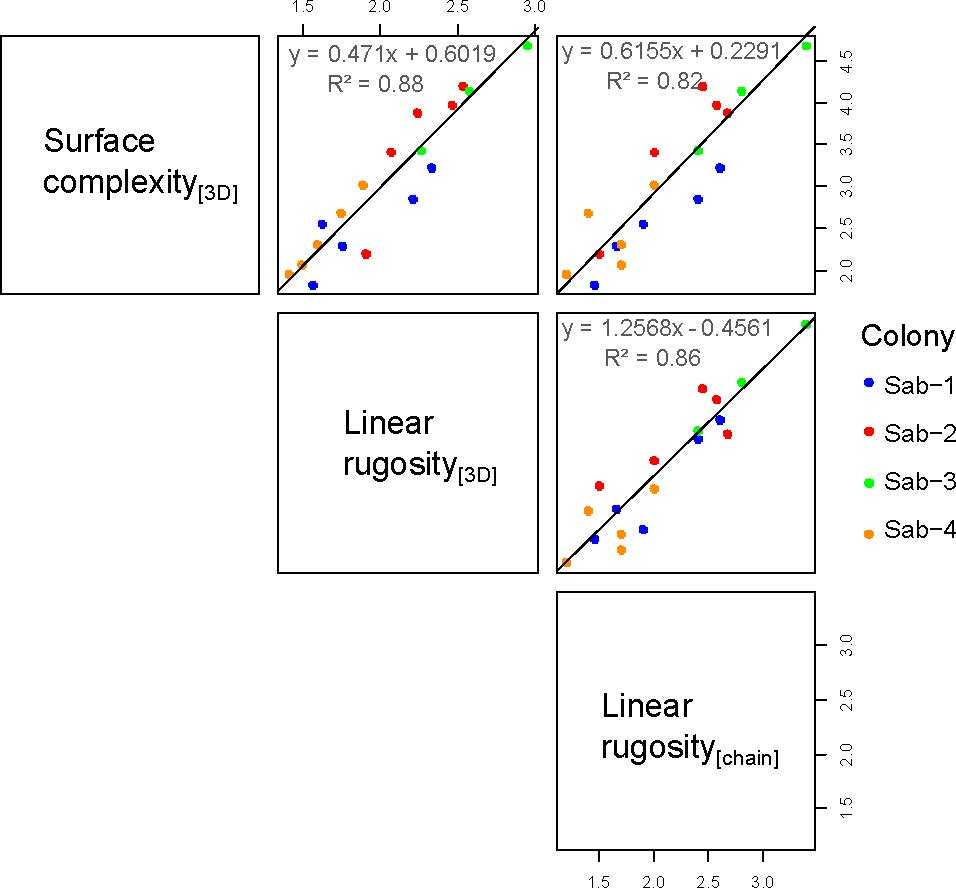 1.5 2.0 2.5 3.0
Surface
complexity[3D]
y = 0.471x + 0.6019
R² = 0.88
y = 0.6155x + 0.2291
R² = 0.82
4.5
4.0
3.5
3.0
2.5
2.0
Linear
rugosity[3D]
y = 1.2568x - 0.4561
R² = 0.86
Colony
Sab-1
Sab-2
Sab-3
Sab-4
Linear
rugosity[chain]
3.0
2.5
2.0
1.5
1.5 2.0 2.5 3.0